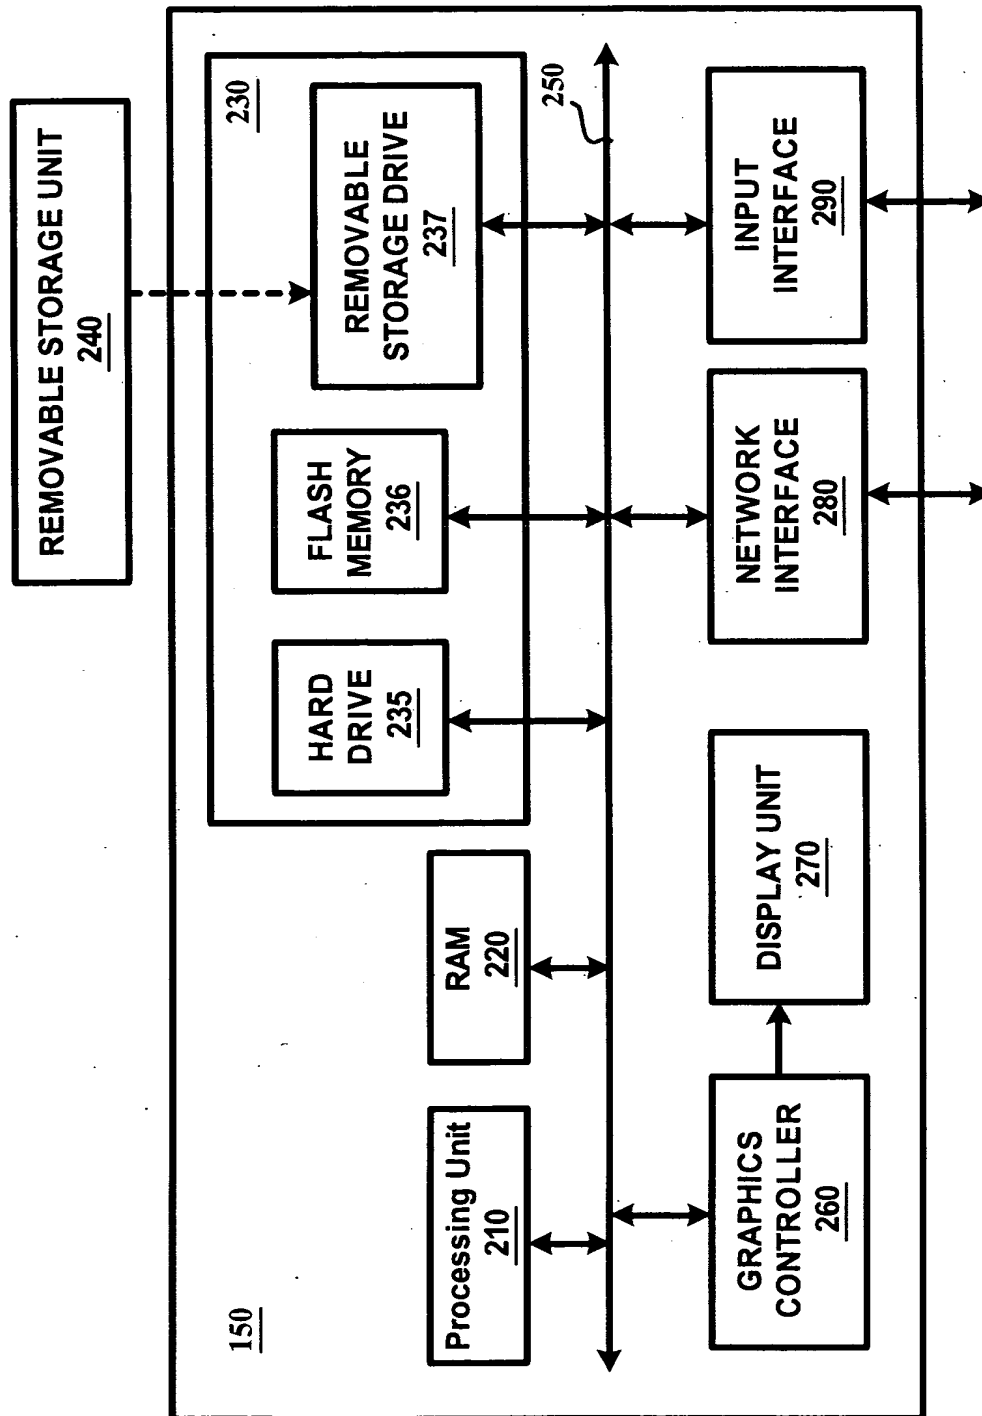 REMOVABLE STORAGE UNIT
240
150
230
Processing Unit
210
RAM
220
HARD
DRIVE
235
FLASH
MEMORY
236
REMOVABLE
STORAGE DRIVE
237
250
GRAPHICS
CONTROLLER
260
DISPLAY UNIT
270
NETWORK
INTERFACE
280
INPUT
INTERFACE
290